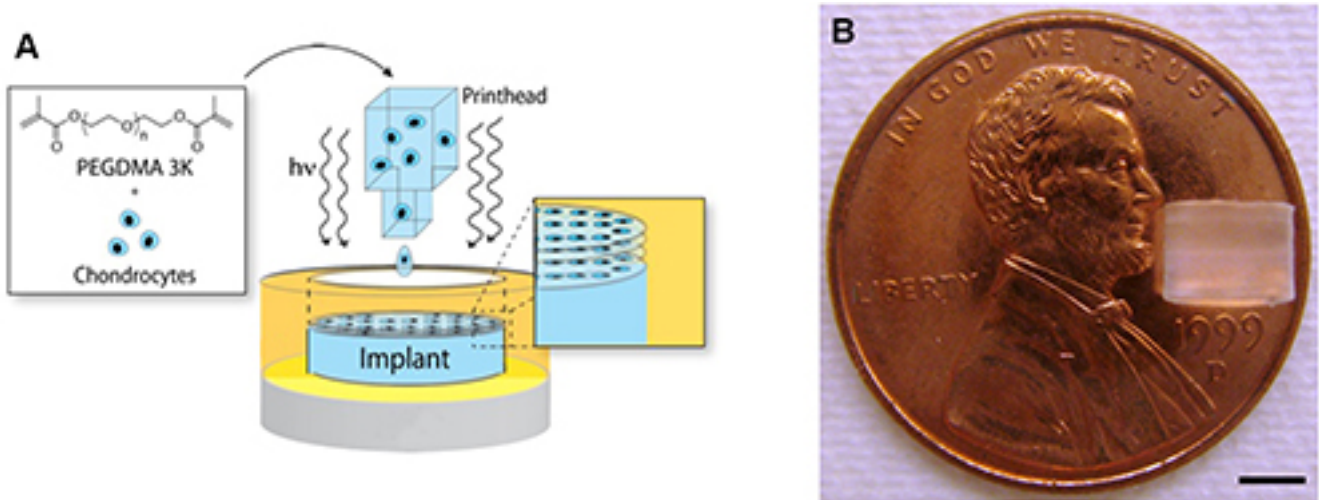 A
O
O
n
O
O
O
PEGDMA 3K
+
Chondrocytes
Printhead
hν
Implant
B
IN GOD WE TRUST
LIBERTY
1999
D